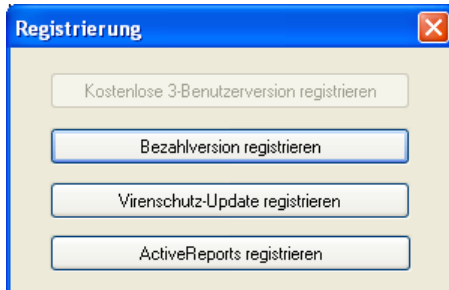 Registrierung
Kostenlose 3-Benutzerversion registrieren
Bezahlversion registrieren
Virenschutz-Update registrieren
ActiveReports registrieren